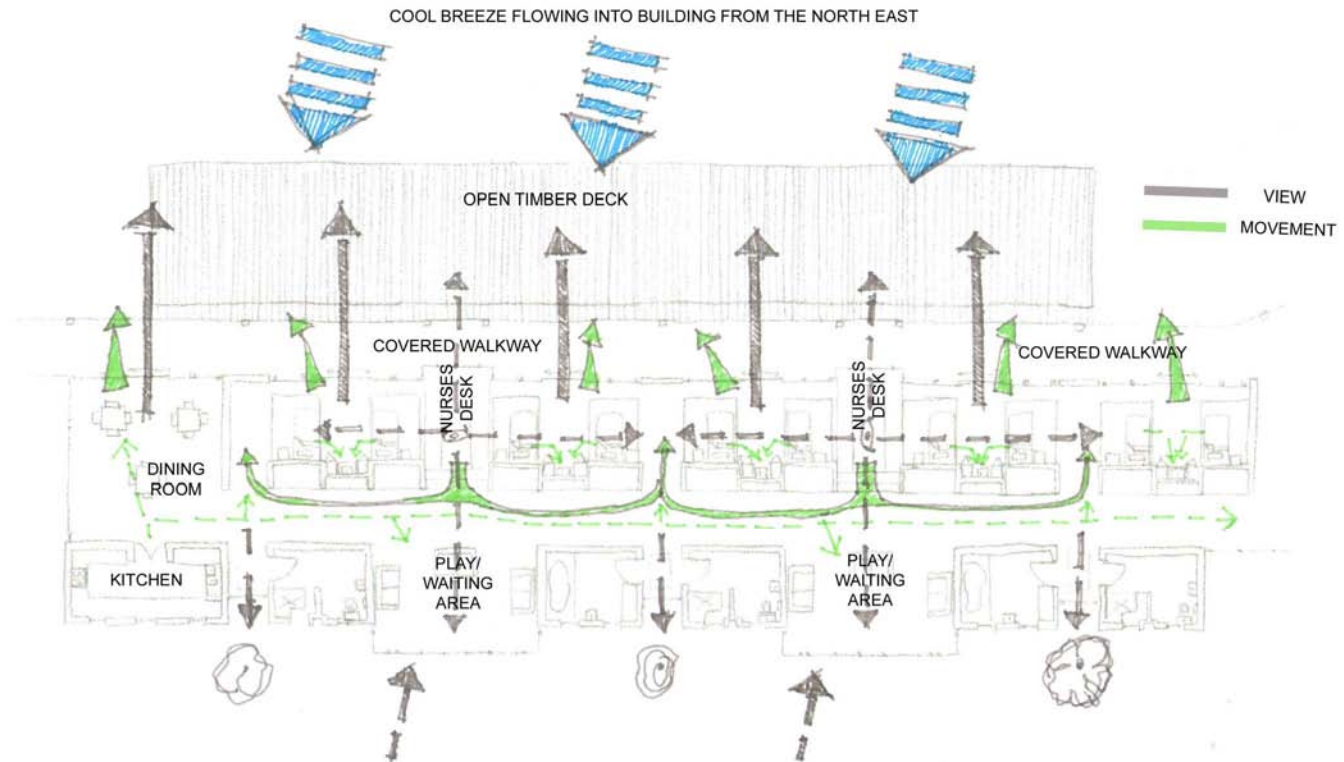 COOL BREEZE FLOWING INTO BUILDING FROM THE NORTH EAST
OPEN TIMBER DECK
VIEW
MOVEMENT
COVERED WALKWAY
COVERED WALKWAY
NURSES
DESK
NURSES
DESK
DINING
ROOM
KITCHEN
PLAY/
WAITING
AREA
PLAY/
WAITING
AREA